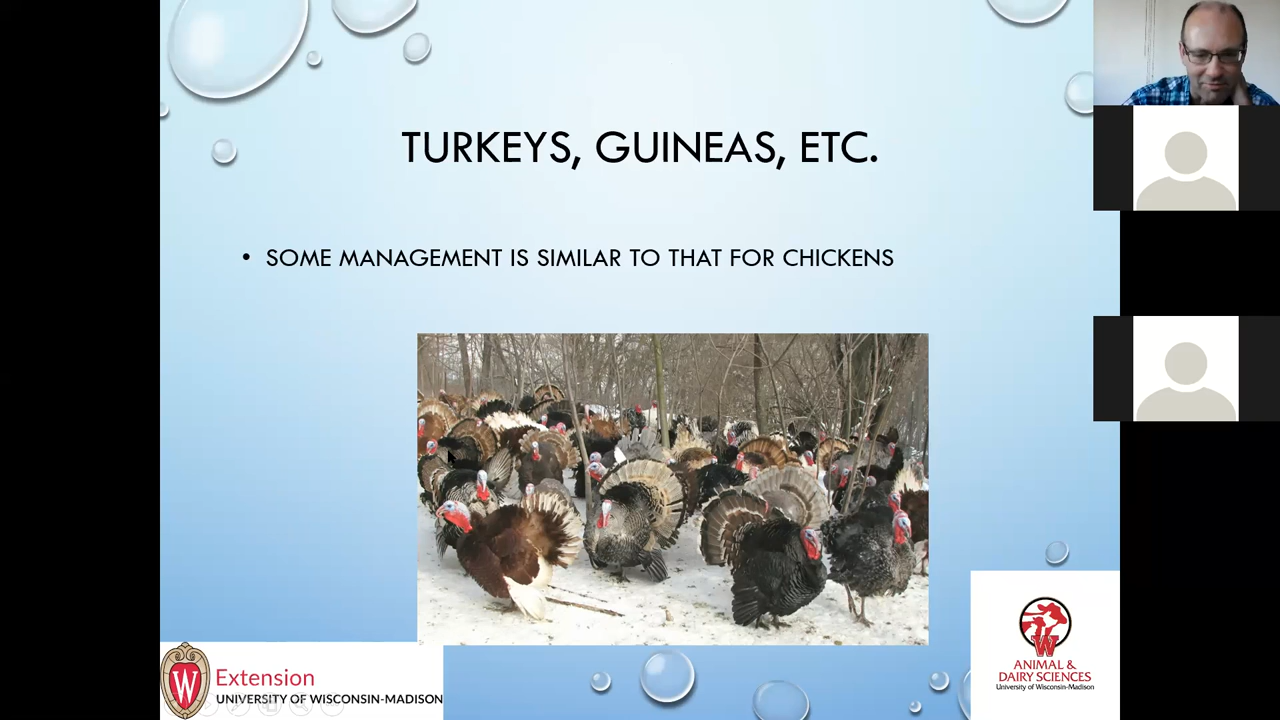 TURKEYS, GUINEAS, ETC.
• SOME MANAGEMENT IS SIMILAR TO THAT FOR CHICKENS
W
Extension
UNIVERSITY OF WISCONSIN-MADISON
W
ANIMAL &
DAIRY SCIENCES
University of Wisconsin-Madison